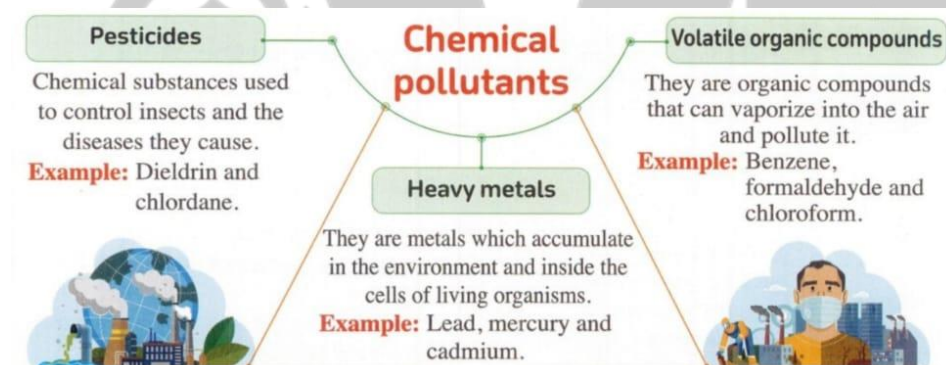 Chemical
pollutants
Pesticides
Chemical substances used
to control insects and the
diseases they cause.
Example: Dieldrin and
chlordane.
Heavy metals
They are metals which accumulate
in the environment and inside the
cells of living organisms.
Example: Lead, mercury and
cadmium.
Volatile organic compounds
They are organic compounds
that can vaporize into the air
and pollute it.
Example: Benzene,
formaldehyde and
chloroform.